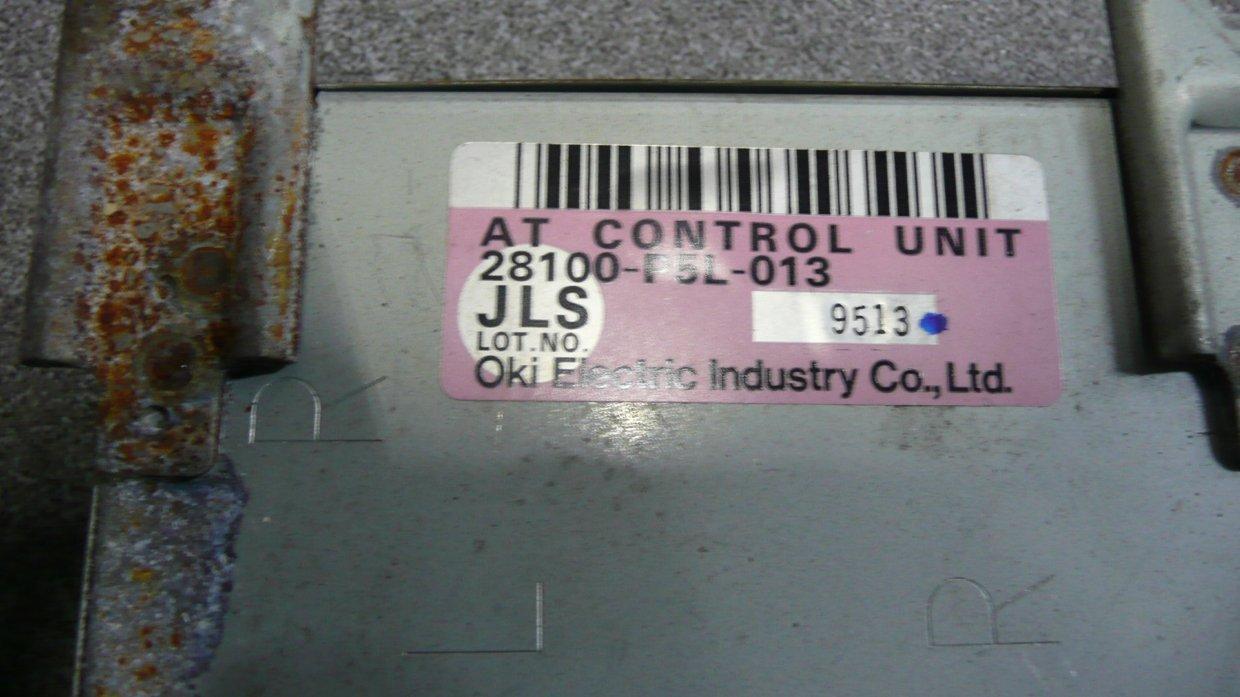 AT CONTROL UNIT
28100-P5L-013
JLS
9513
LOT.NO.
Oki Electric Industry Co., Ltd.
R
L
R